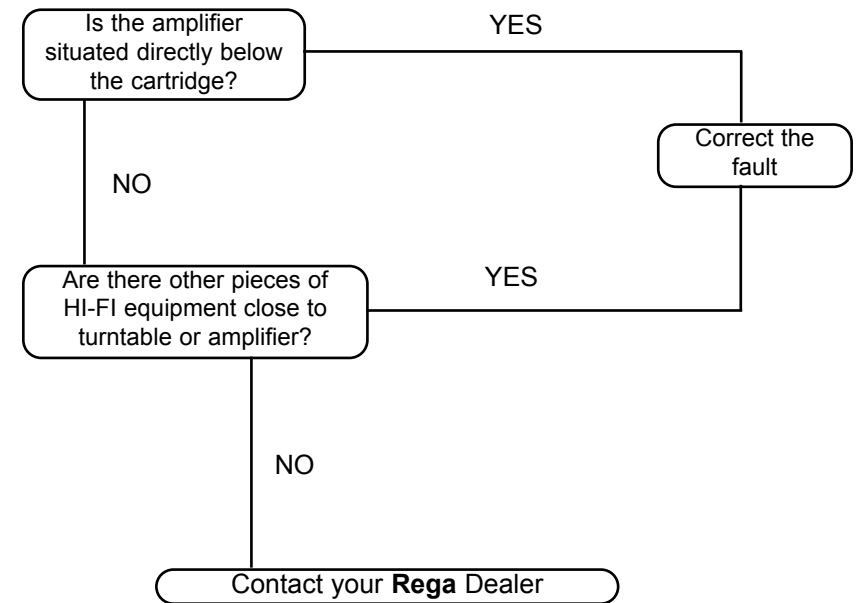 Is the amplifier
situated directly below
the cartridge?
YES
Correct the
fault
NO
Are there other pieces of
HI-FI equipment close to
turntable or amplifier?
YES
NO
Contact your Rega Dealer